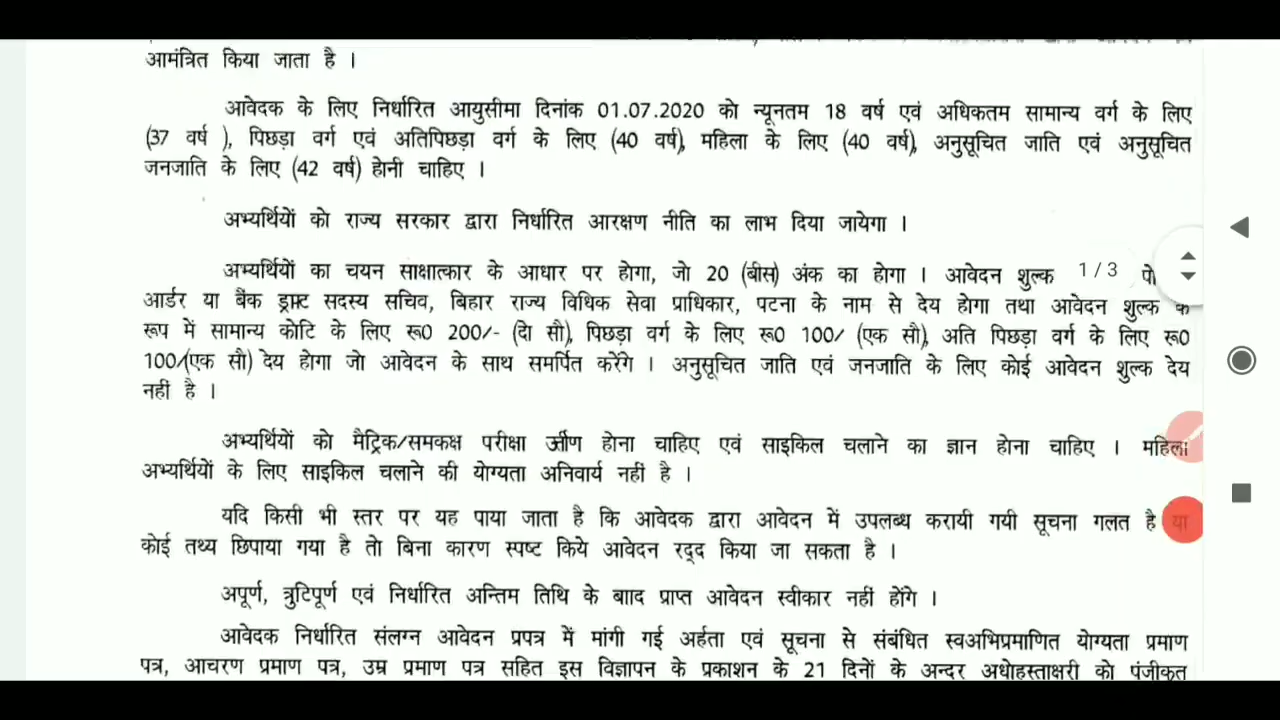 आमंत्रित किया जाता है ।
आवेदक के लिए निर्धारित आयुसीमा दिनांक 01.07.2020 को न्यूनतम 18 वर्ष एवं अधिकतम सामान्य वर्ग के लिए
(37 वर्ष ), पिछड़ा वर्ग एवं अतिपिछड़ा वर्ग के लिए (40 वर्ष), महिला के लिए (40 वर्ष), अनुसूचित जाति एवं अनुसूचित
जनजाति के लिए (42 वर्ष) होनी चाहिए ।
अभ्यर्थियों को राज्य सरकार द्वारा निर्धारित आरक्षण नीति का लाभ दिया जायेगा ।
अभ्यर्थियों का चयन साक्षात्कार के आधार पर होगा, जो 20 (बीस) अंक का होगा । आवेदन शुल्क 1 / 3
आर्डर या बैंक ड्राफ्ट सदस्य सचिव, बिहार राज्य विधिक सेवा प्राधिकार, पटना के नाम से देय होगा तथा आवेदन शुल्क के
रूप में सामान्य कोटि के लिए रू0 200/- (दो सौ), पिछड़ा वर्ग के लिए रू0 100/ (एक सौ), अति पिछड़ा वर्ग के लिए रू0
100/(एक सौ) देय होगा जो आवेदन के साथ समर्पित करेंगे । अनुसूचित जाति एवं जनजाति के लिए कोई आवेदन शुल्क देय
नहीं है ।
अभ्यर्थियों को मैट्रिक/समकक्ष परीक्षा होना चाहिए एवं साइकिल चलाने का ज्ञान होना चाहिए । महिला
अभ्यर्थियों के लिए साइकिल चलाने की योग्यता अनिवार्य नहीं है ।
यदि किसी भी स्तर पर यह पाया जाता है कि आवेदक द्वारा आवेदन में उपलब्ध करायी गयी सूचना गलत है या
कोई तथ्य छिपाया गया है तो बिना कारण स्पष्ट किये आवेदन रद्द किया जा सकता है ।
अपूर्ण, त्रुटिपूर्ण एवं निर्धारित अन्तिम तिथि के बााद प्राप्त आवेदन स्वीकार नहीं होंगे ।
आवेदक निर्धारित संलग्न आवेदन प्रपत्र में मांगी गई अर्हता एवं सूचना से संबंधित स्वअभिप्रमाणित योग्यता प्रमाण
पत्र, आचरण प्रमाण पत्र, उम्र प्रमाण पत्र सहित इस विज्ञापन के प्रकाशन के 21 दिनों के अन्दर अधोहस्ताक्षरी को पंजीकृत